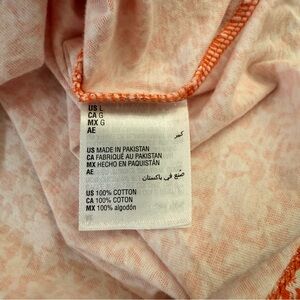 US L
CA G
MX G
AE
كبير
US MADE IN PAKISTAN
CA FABRIQUÉ AU PAKISTAN
MX HECHO EN PAQUISTÁN
AE
صنع في باكستان
US 100% COTTON
CA 100% COTON
MX 100% algodón